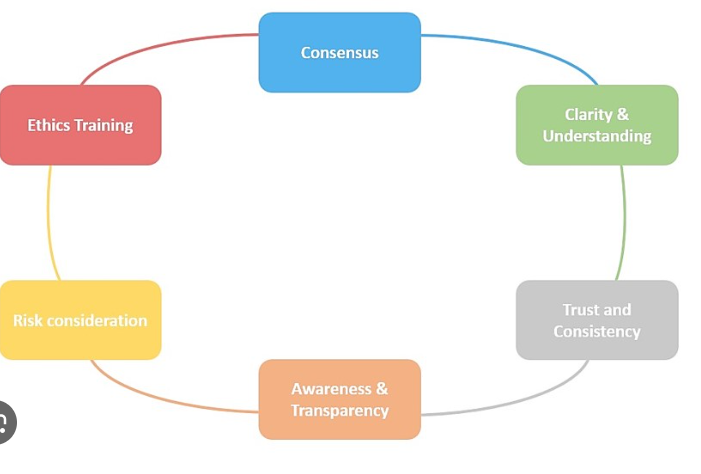 Consensus
Clarity &
Understanding
Trust and
Consistency
Awareness &
Transparency
Risk consideration
Ethics Training